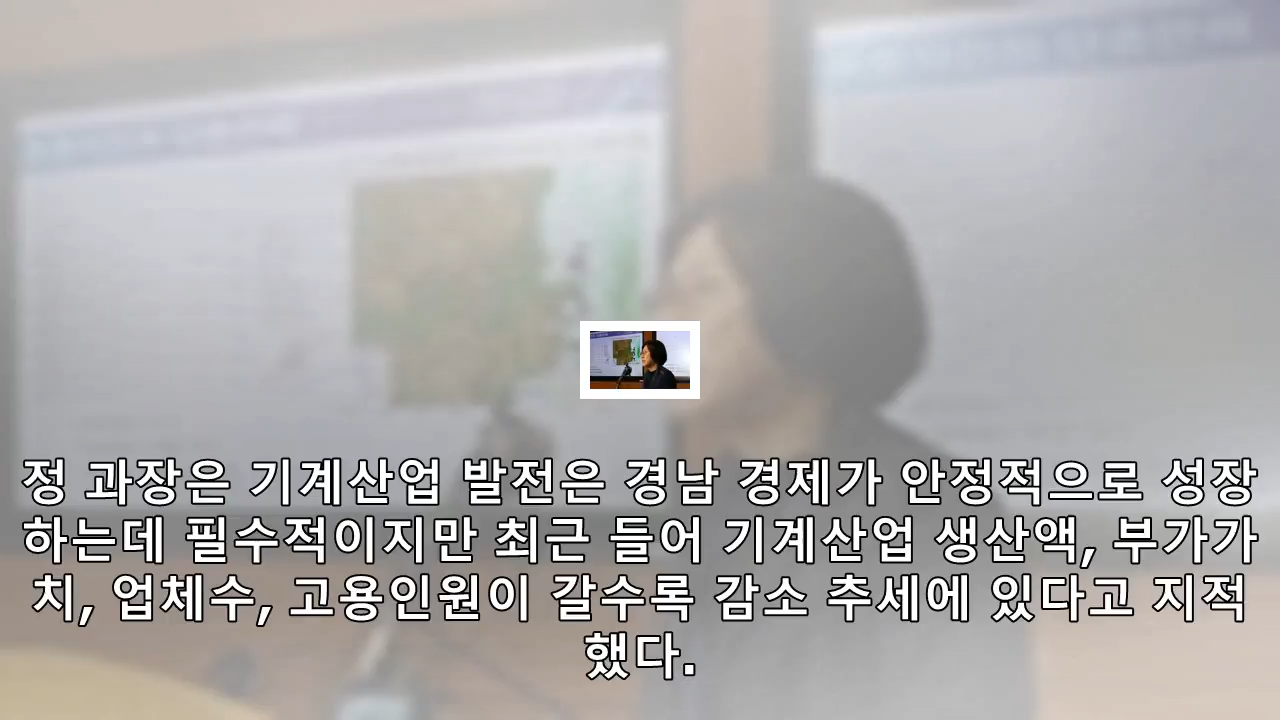 정 과장은 기계산업 발전은 경남 경제가 안정적으로 성장
하는데 필수적이지만 최근 들어 기계산업 생산액, 부가가
치, 업체수, 고용인원이 갈수록 감소 추세에 있다고 지적
했다.